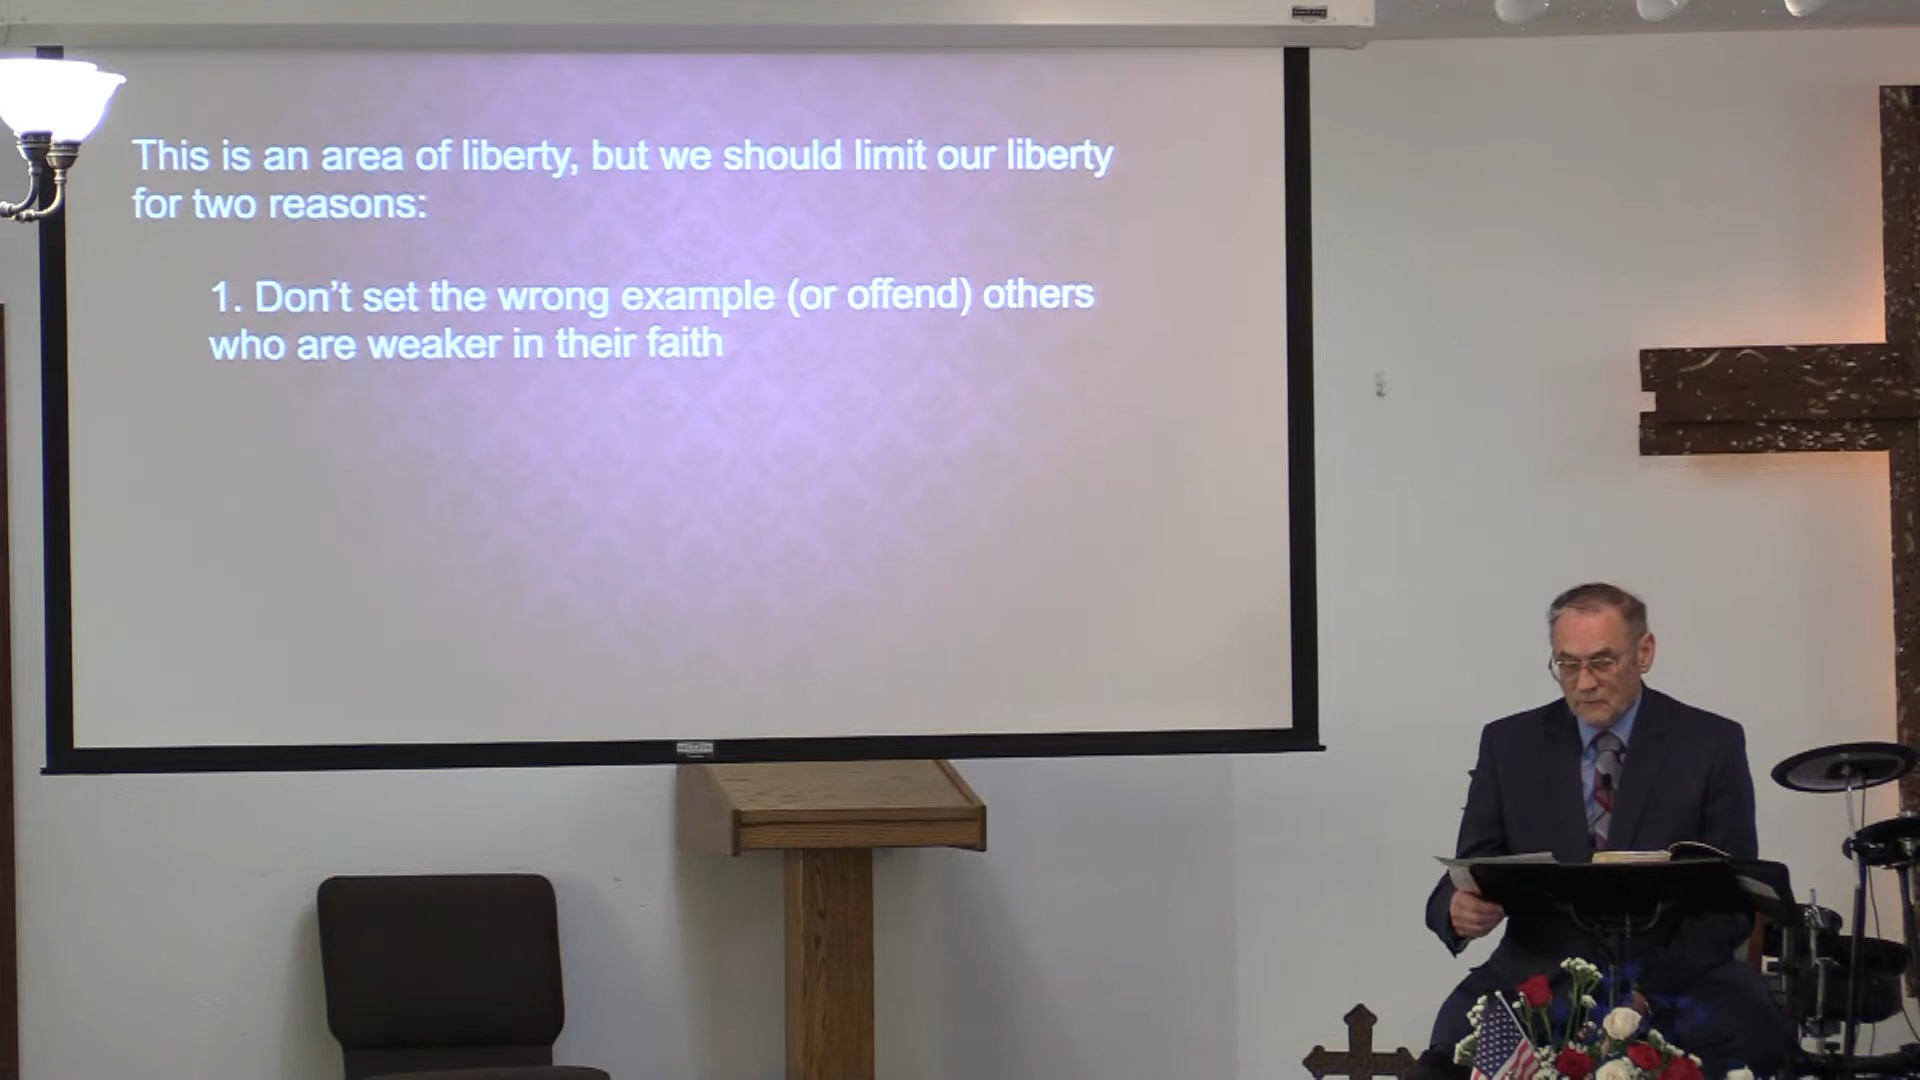 This is an area of liberty, but we should limit our liberty
for two reasons:
1. Don’t set the wrong example (or offend) others
who are weaker in their faith